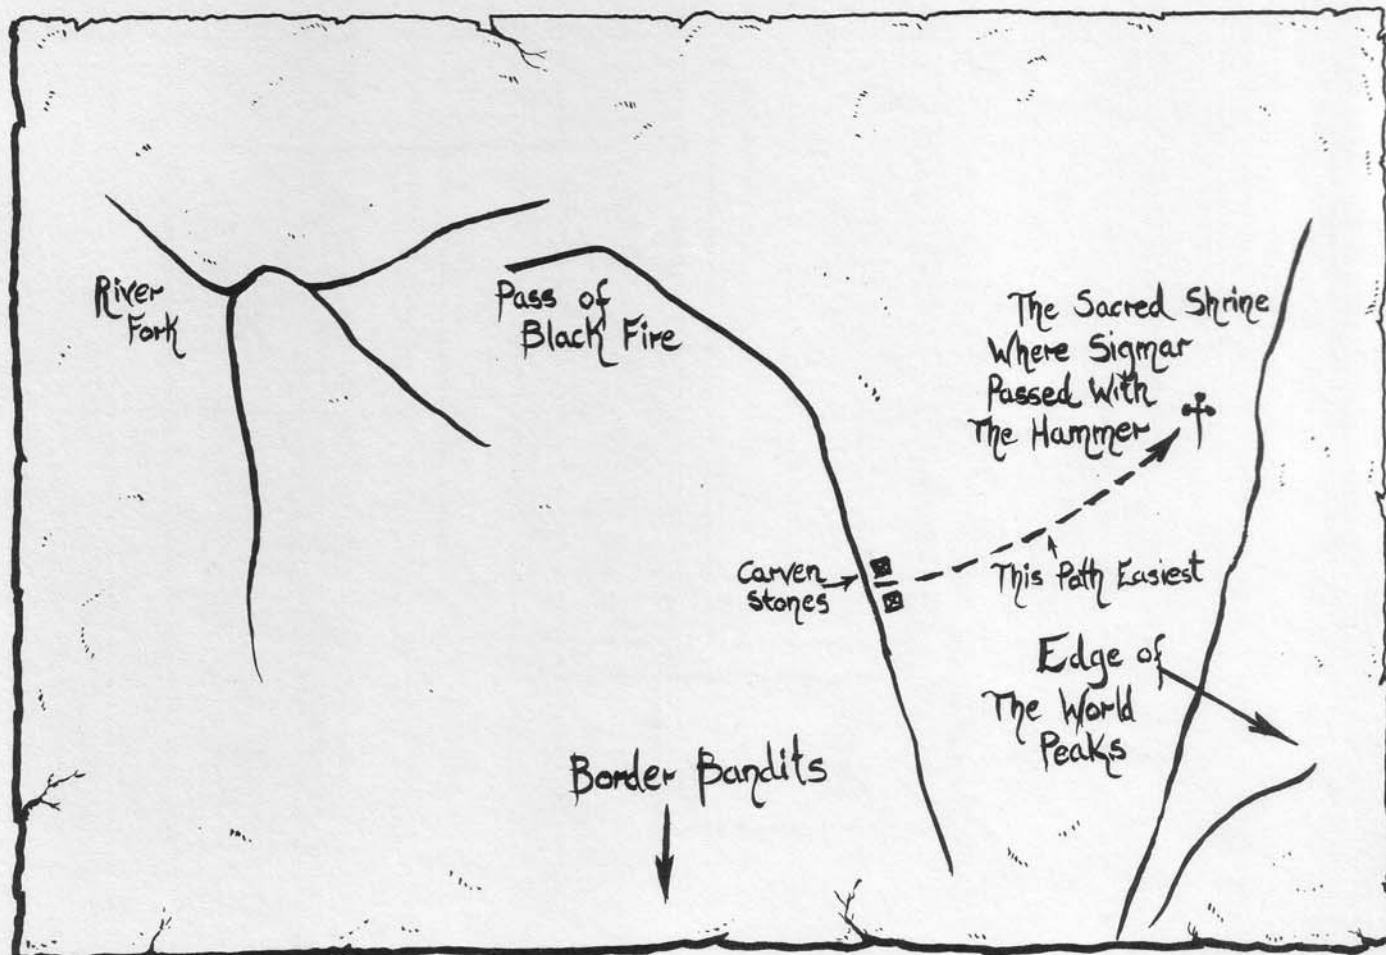 River
Fork
Pass of
Black Fire
The Sacred Shrine
Where Sigmar
Passed With
The Hammer
Carven
Stones
This Path Easiest
Edge of
The World
Peaks
Border Bandits